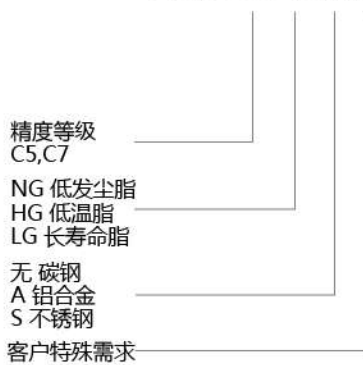 精度等级
C5,C7
NG 低发尘脂
HG 低温脂
LG 长寿命脂
无 碳钢
A 铝合金
S 不锈钢
客户特殊需求